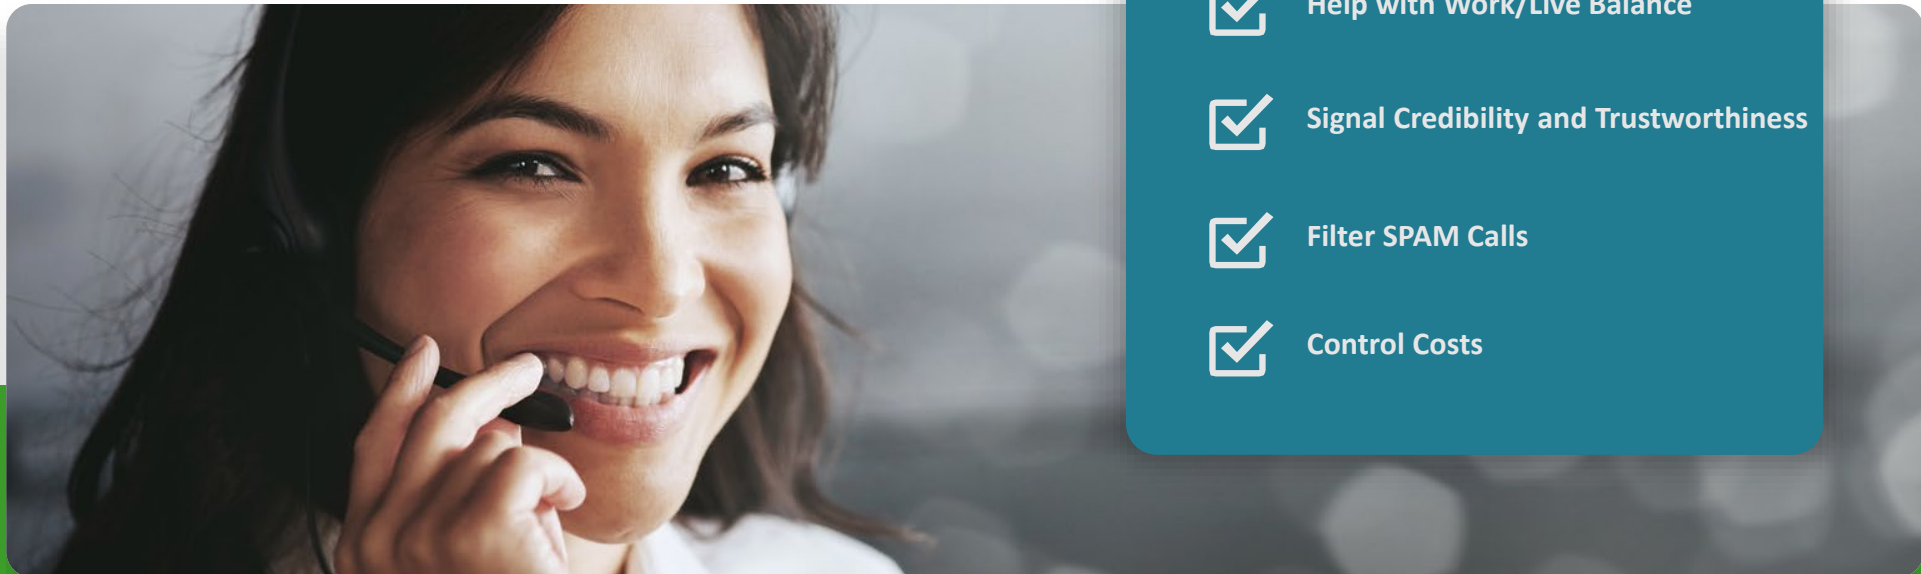 Help with Work/Live Balance
Signal Credibility and Trustworthiness
Filter SPAM Calls
Control Costs